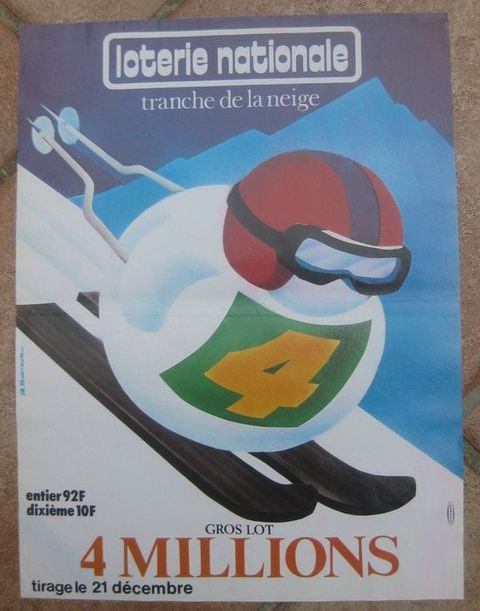 loterie nationale
tranche de la neige
4
entier 92F
dixième 10F
GROS LOT
4 MILLIONS
tirage le 21 décembre